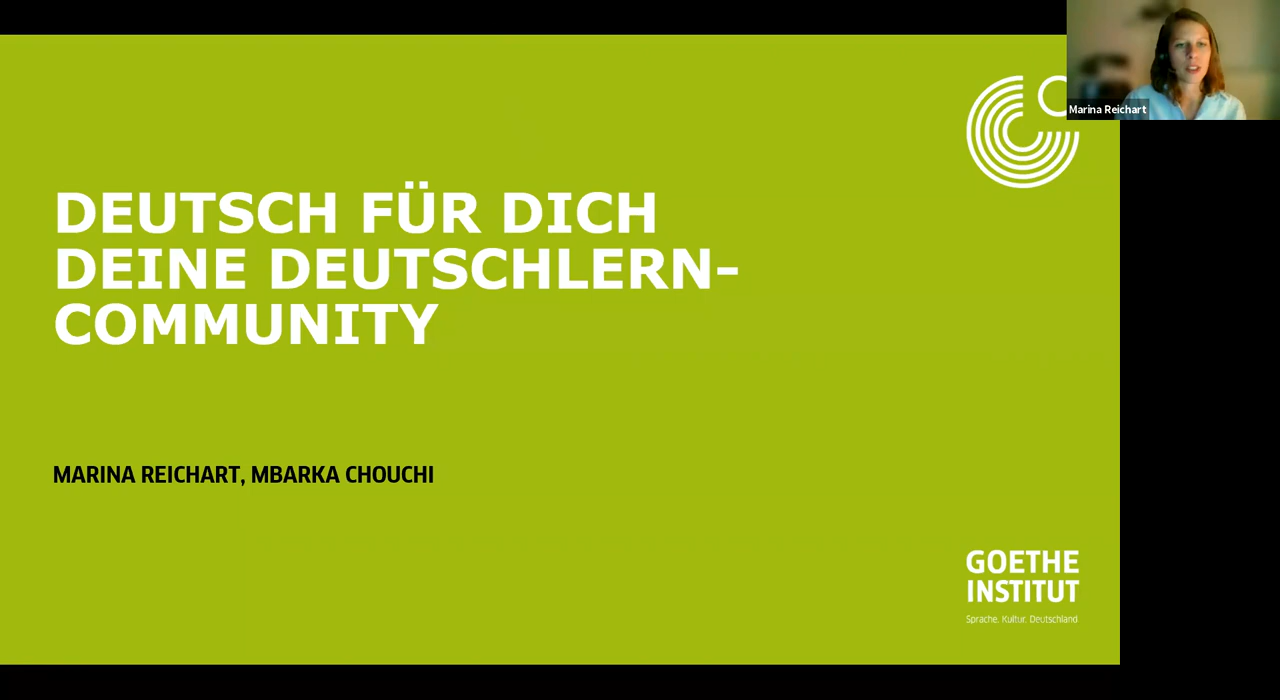 Marina Reichart
DEUTSCH FÜR DICH
DEINE DEUTSCHLERN-
COMMUNITY
MARINA REICHART, MBARKA CHOUCHI
GOETHE
INSTITUT
Sprache. Kultur. Deutschland